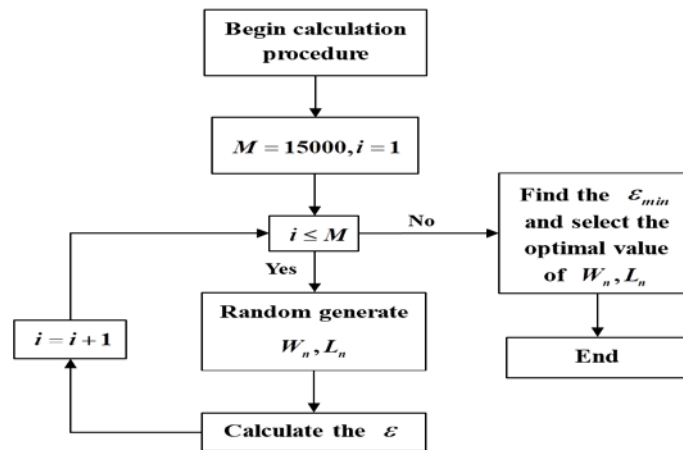 Begin calculation
procedure
M = 15000, i = 1
i ≤ M
No
Yes
Find the ε_min
and select the
optimal value
of W_n, L_n
Random generate
W_n, L_n
i = i + 1
End
Calculate the ε